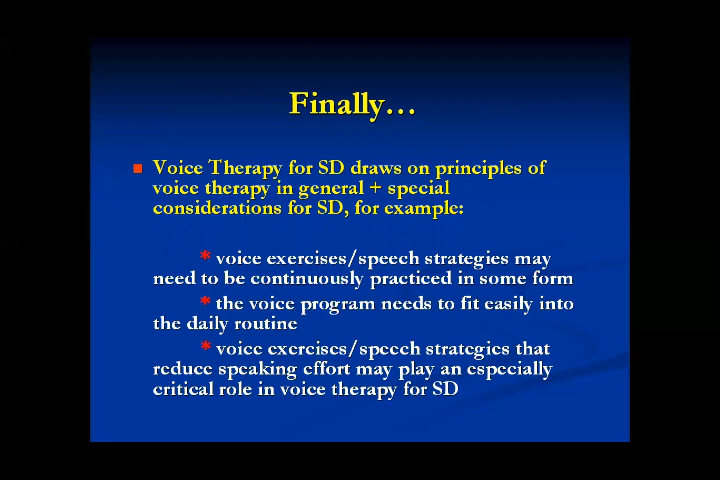 Finally…
Voice Therapy for SD draws on principles of
voice therapy in general + special
considerations for SD, for example:
* voice exercises/speech strategies may
need to be continuously practiced in some form
* the voice program needs to fit easily into
the daily routine
* voice exercises/speech strategies that
reduce speaking effort may play an especially
critical role in voice therapy for SD